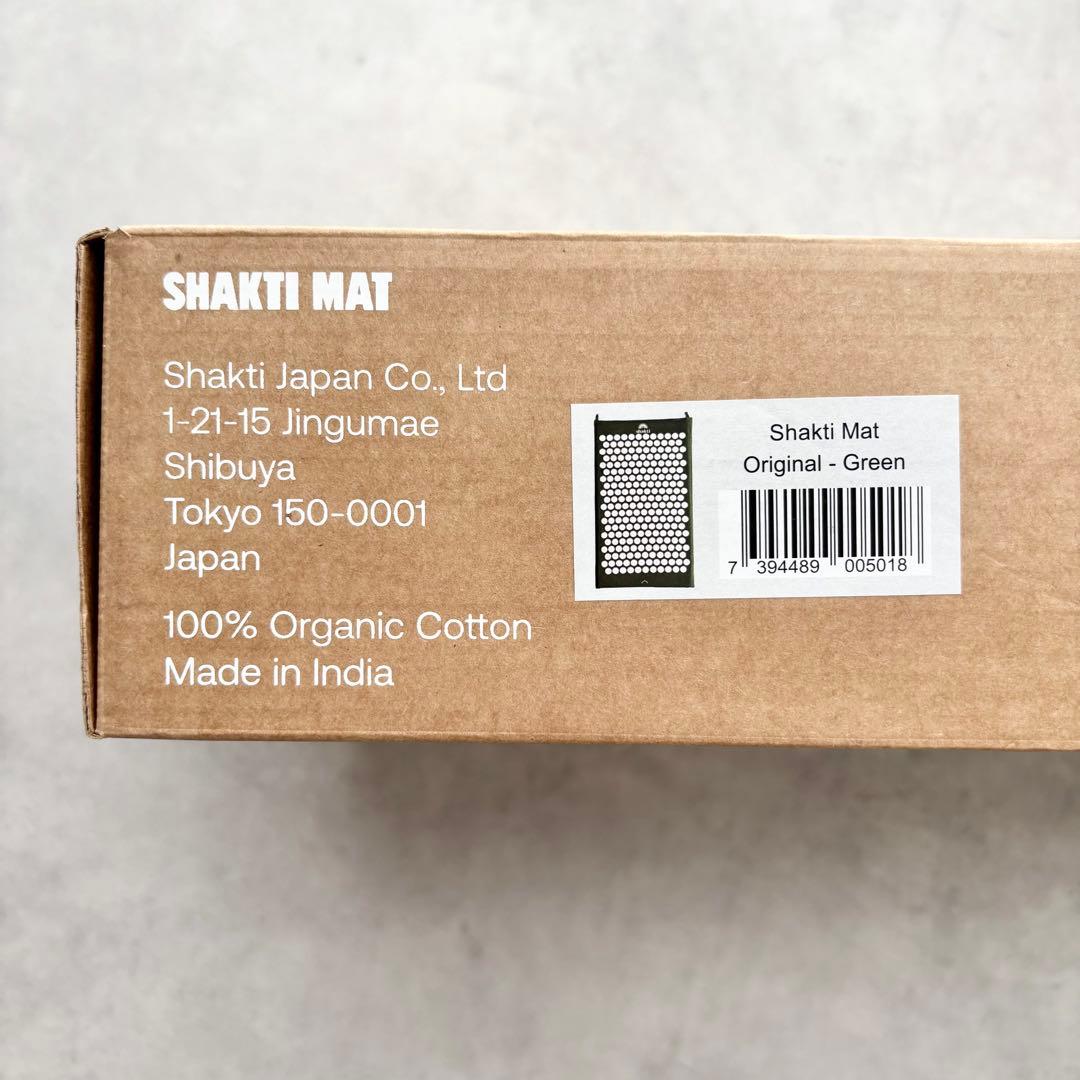 SHAKTI MAT
Shakti Japan Co., Ltd
1-21-15 Jingumae
Shibuya
Tokyo 150-0001
Japan
100% Organic Cotton
Made in India
shakti
Shakti Mat
Original - Green
7 394489 005018